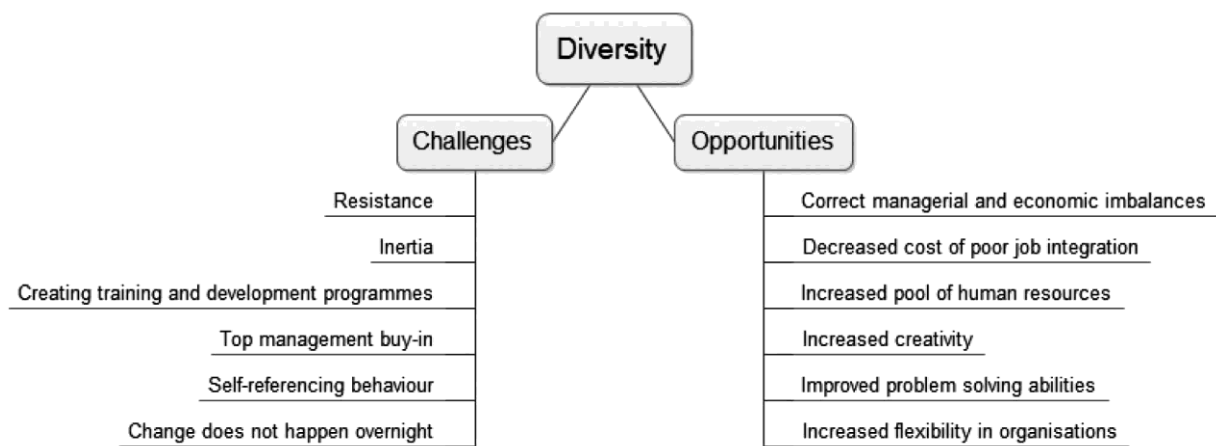 Diversity
Challenges
Resistance
Inertia
Creating training and development programmes
Top management buy-in
Self-referencing behaviour
Change does not happen overnight
Opportunities
Correct managerial and economic imbalances
Decreased cost of poor job integration
Increased pool of human resources
Increased creativity
Improved problem solving abilities
Increased flexibility in organisations